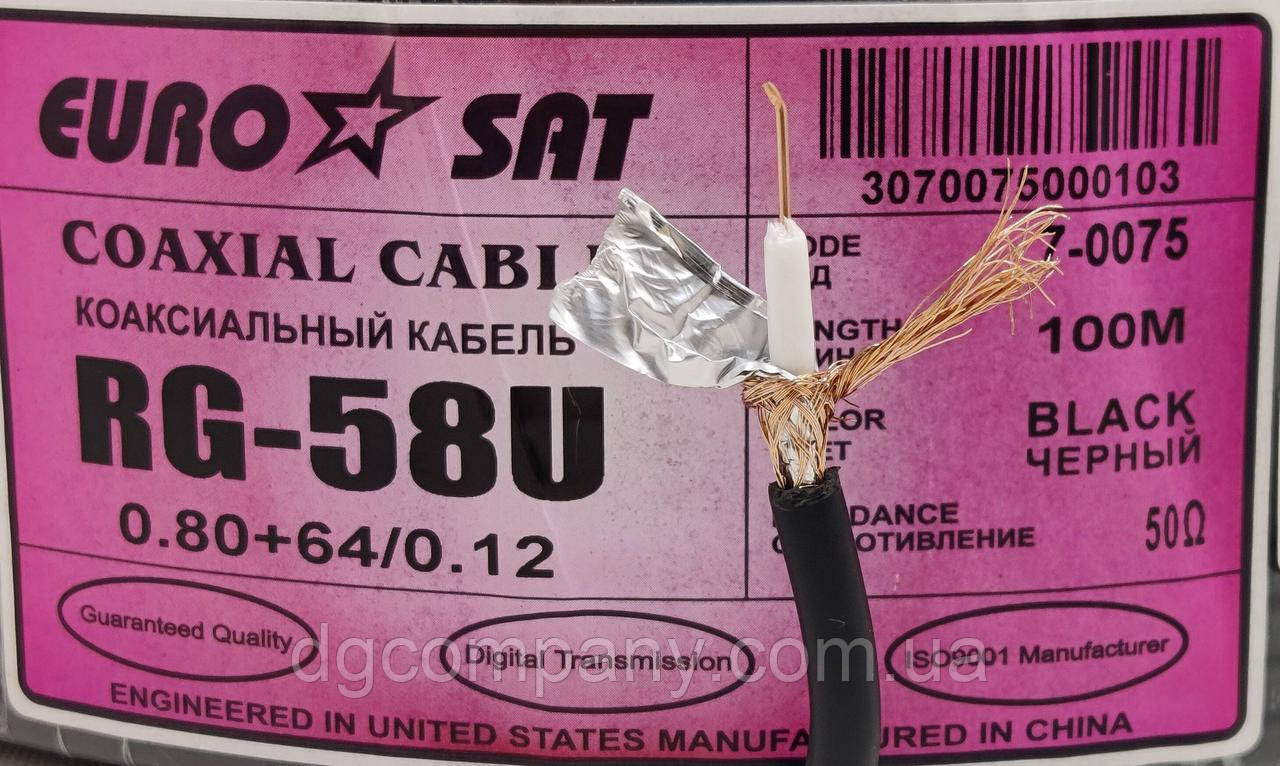 EURO SAT
3070075000103
COAXIAL CABL
КОАКСИАЛЬНЫЙ КАБЕЛЬ
RG-58U
0.80+64/0.12
ODE
Д
7-0075
NGTH
ИН
100M
LOR
ЕТ
BLACK
ЧЕРНЫЙ
DANCE
ОТИВЛЕНИЕ
50Ω
Guaranteed Quality
Digital Transmission
ISO9001 Manufacturer
dgcompany.com.ua
ENGINEERED IN UNITED STATES MANUFA URED IN CHINA